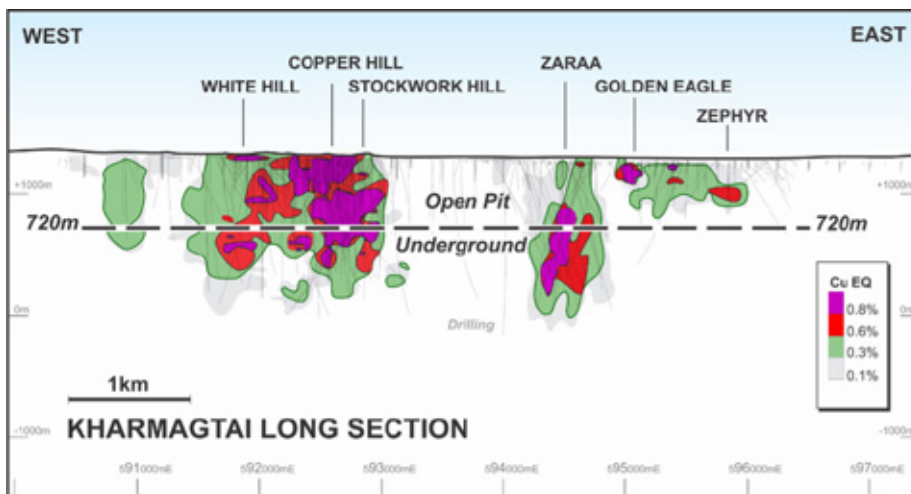 WEST
EAST
COPPER HILL
ZARAA
WHITE HILL
STOCKWORK HILL
GOLDEN EAGLE
ZEPHYR
+1000m
+1000m
Open Pit
720m
720m
Underground
Cu EQ
0.8%
0.6%
0.3%
0.1%
0m
0m
Drilling
1km
KHARMAGTAI LONG SECTION
-1000m
-1000m
591000mE
592000mE
593000mE
594000mE
595000mE
596000mE
597000mE